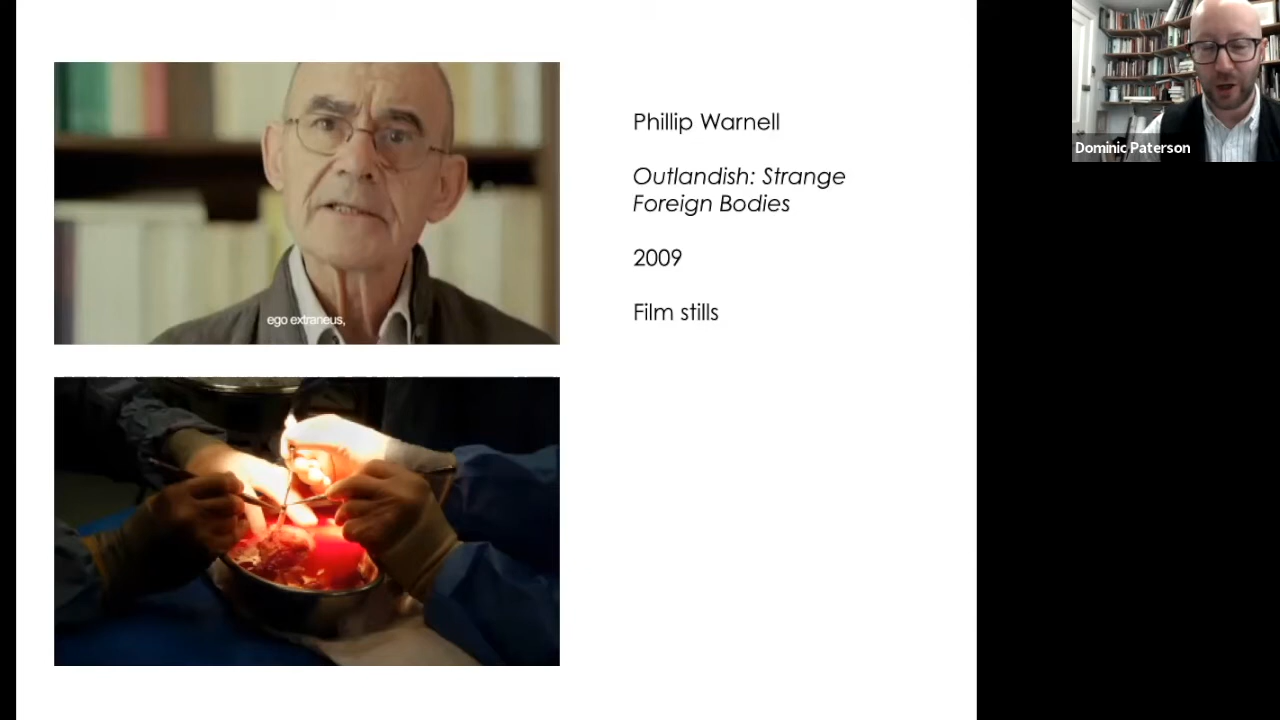 ego extraneus,
Phillip Warnell
Outlandish: Strange
Foreign Bodies
2009
Film stills
Dominic Paterson